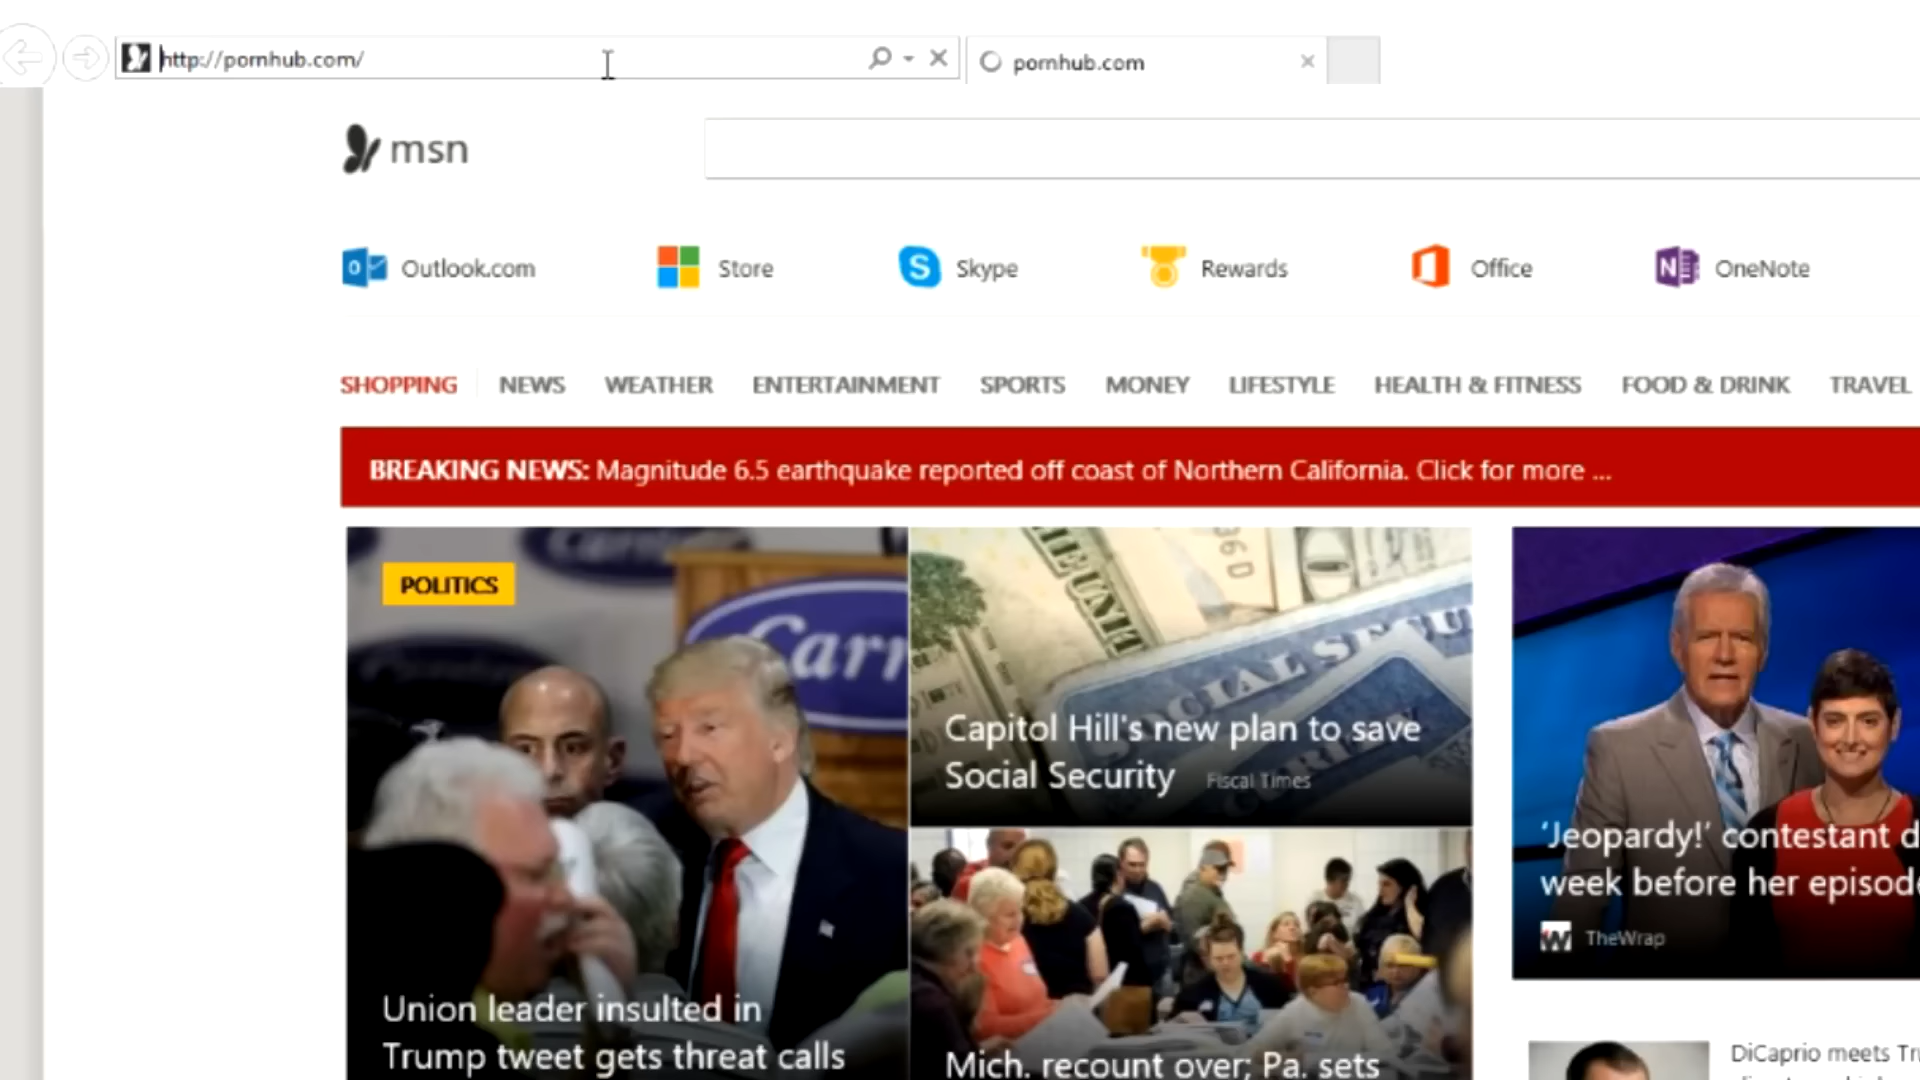 http://pornhub.com/
pornhub.com
msn
Outlook.com
Store
Skype
Rewards
Office
OneNote
SHOPPING
NEWS
WEATHER
ENTERTAINMENT
SPORTS
MONEY
LIFESTYLE
HEALTH & FITNESS
FOOD & DRINK
TRAVEL
BREAKING NEWS: Magnitude 6.5 earthquake reported off coast of Northern California. Click for more ...
POLITICS
Carr
Union leader insulted in
Trump tweet gets threat calls
SOCIAL SECU
Capitol Hill's new plan to save
Social Security Fiscal Times
Mich. recount over; Pa. sets
'Jeopardy!' contestant d
week before her episod
TheWrap
DiCaprio meets Tr